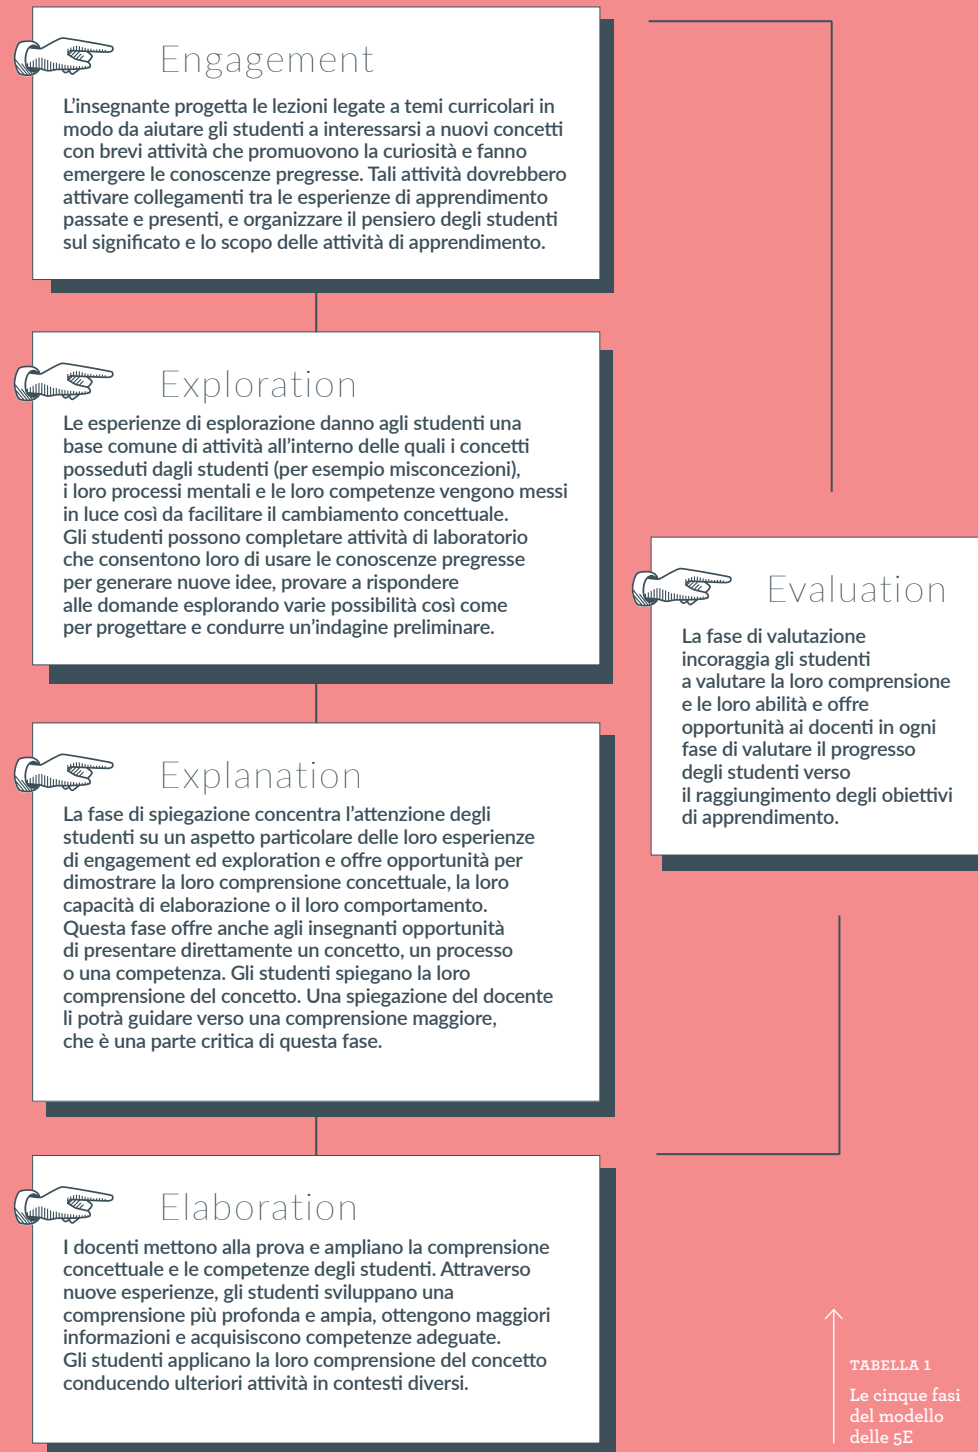 Engagement
L’insegnante progetta le lezioni legate a temi curricolari in
modo da aiutare gli studenti a interessarsi a nuovi concetti
con brevi attività che promuovono la curiosità e fanno
emergere le conoscenze pregresse. Tali attività dovrebbero
attivare collegamenti tra le esperienze di apprendimento
passate e presenti, e organizzare il pensiero degli studenti
sul significato e lo scopo delle attività di apprendimento.
Exploration
Le esperienze di esplorazione danno agli studenti una
base comune di attività all’interno delle quali i concetti
posseduti dagli studenti (per esempio misconcezioni),
i loro processi mentali e le loro competenze vengono messi
in luce così da facilitare il cambiamento concettuale.
Gli studenti possono completare attività di laboratorio
che consentono loro di usare le conoscenze pregresse
per generare nuove idee, provare a rispondere
alle domande esplorando varie possibilità così come
per progettare e condurre un’indagine preliminare.
Explanation
La fase di spiegazione concentra l’attenzione degli
studenti su un aspetto particolare delle loro esperienze
di engagement ed exploration e offre opportunità per
dimostrare la loro comprensione concettuale, la loro
capacità di elaborazione o il loro comportamento.
Questa fase offre anche agli insegnanti opportunità
di presentare direttamente un concetto, un processo
o una competenza. Gli studenti spiegano la loro
comprensione del concetto. Una spiegazione del docente
li potrà guidare verso una comprensione maggiore,
che è una parte critica di questa fase.
Elaboration
I docenti mettono alla prova e ampliano la comprensione
concettuale e le competenze degli studenti. Attraverso
nuove esperienze, gli studenti sviluppano una
comprensione più profonda e ampia, ottengono maggiori
informazioni e acquisiscono competenze adeguate.
Gli studenti applicano la loro comprensione del concetto
conducendo ulteriori attività in contesti diversi.
Evaluation
La fase di valutazione
incoraggia gli studenti
a valutare la loro comprensione
e le loro abilità e offre
opportunità ai docenti in ogni
fase di valutare il progresso
degli studenti verso
il raggiungimento degli obiettivi
di apprendimento.
TABELLA 1
Le cinque fasi
del modello
delle 5E